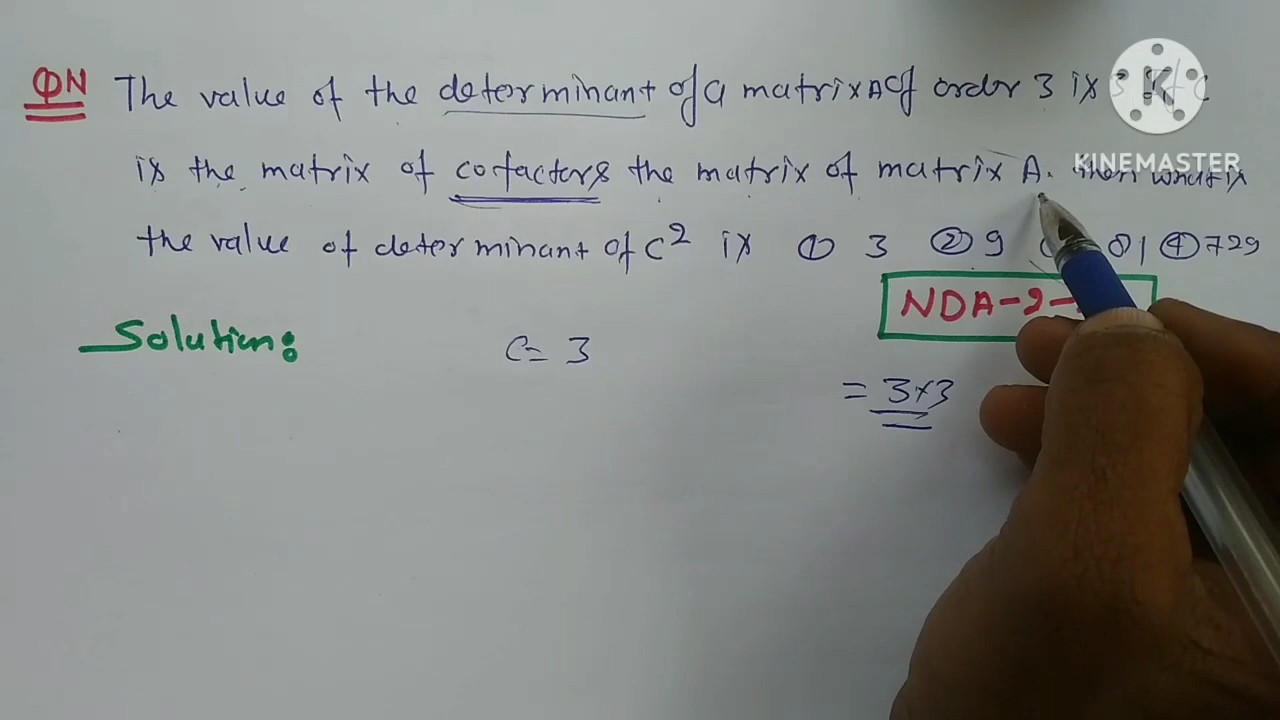 QN The value of the determinant of a matrix A of order 3 is 3
is the matrix of cofactors the matrix of matrix A. then what is
the value of determinant of C² is ① 3 ② 9 81 ④ 729
KINEMASTER
NDA-2-
Solution:
C= 3
= 3×3